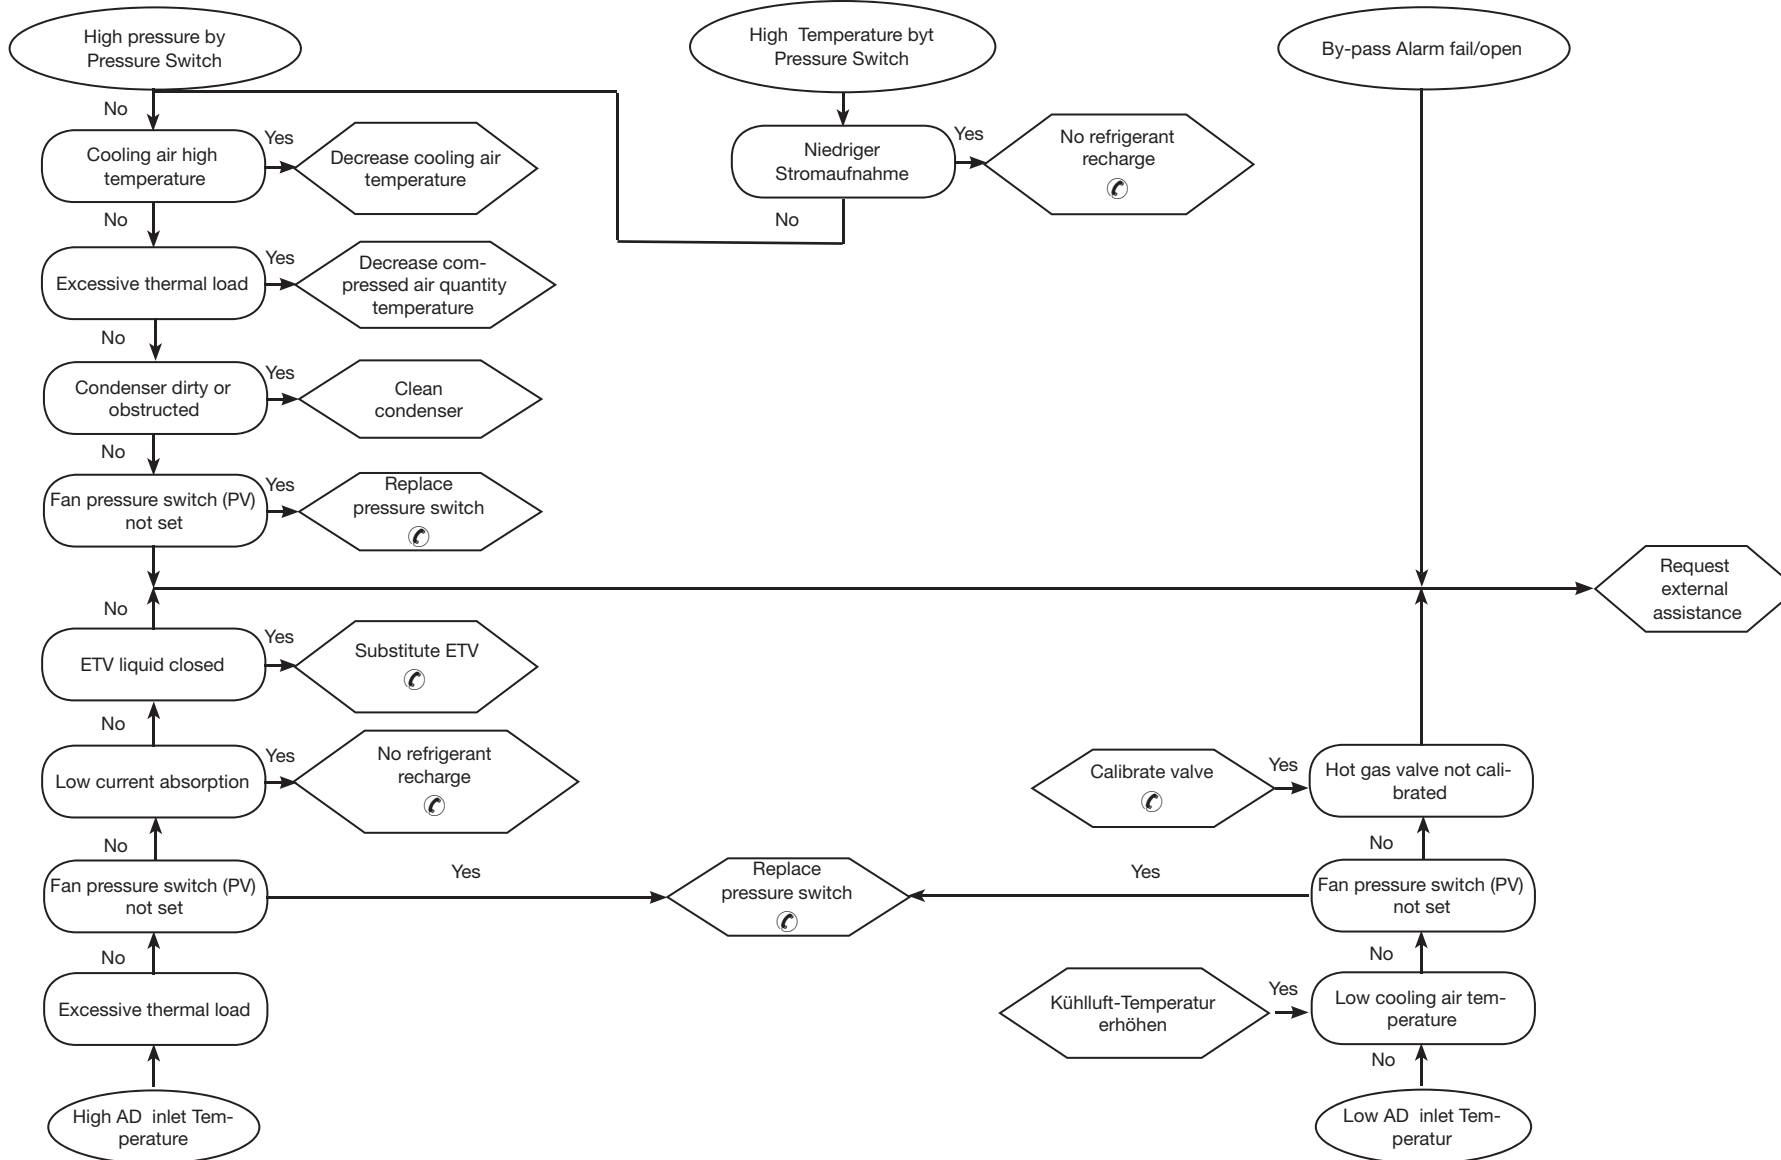 High pressure by
Pressure Switch
High Temperature byt
Pressure Switch
By-pass Alarm fail/open
No
Cooling air high
temperature
Yes
Decrease cooling air
temperature
Niedriger
Stromaufnahme
Yes
No refrigerant
recharge
No
No
Excessive thermal load
Yes
Decrease com-
pressed air quantity
temperature
No
Condenser dirty or
obstructed
Yes
Clean
condenser
No
Fan pressure switch (PV)
not set
Yes
Replace
pressure switch
Request
external
assistance
No
ETV liquid closed
Yes
Substitute ETV
No
Low current absorption
Yes
No refrigerant
recharge
Calibrate valve
Yes
Hot gas valve not cali-
brated
No
Fan pressure switch (PV)
not set
Yes
Replace
pressure switch
Yes
No
Fan pressure switch (PV)
not set
No
Excessive thermal load
No
Kühlluft-Temperatur
erhöhen
Yes
Low cooling air tem-
perature
No
High AD inlet Tem-
perature
Low AD inlet Tem-
peratur